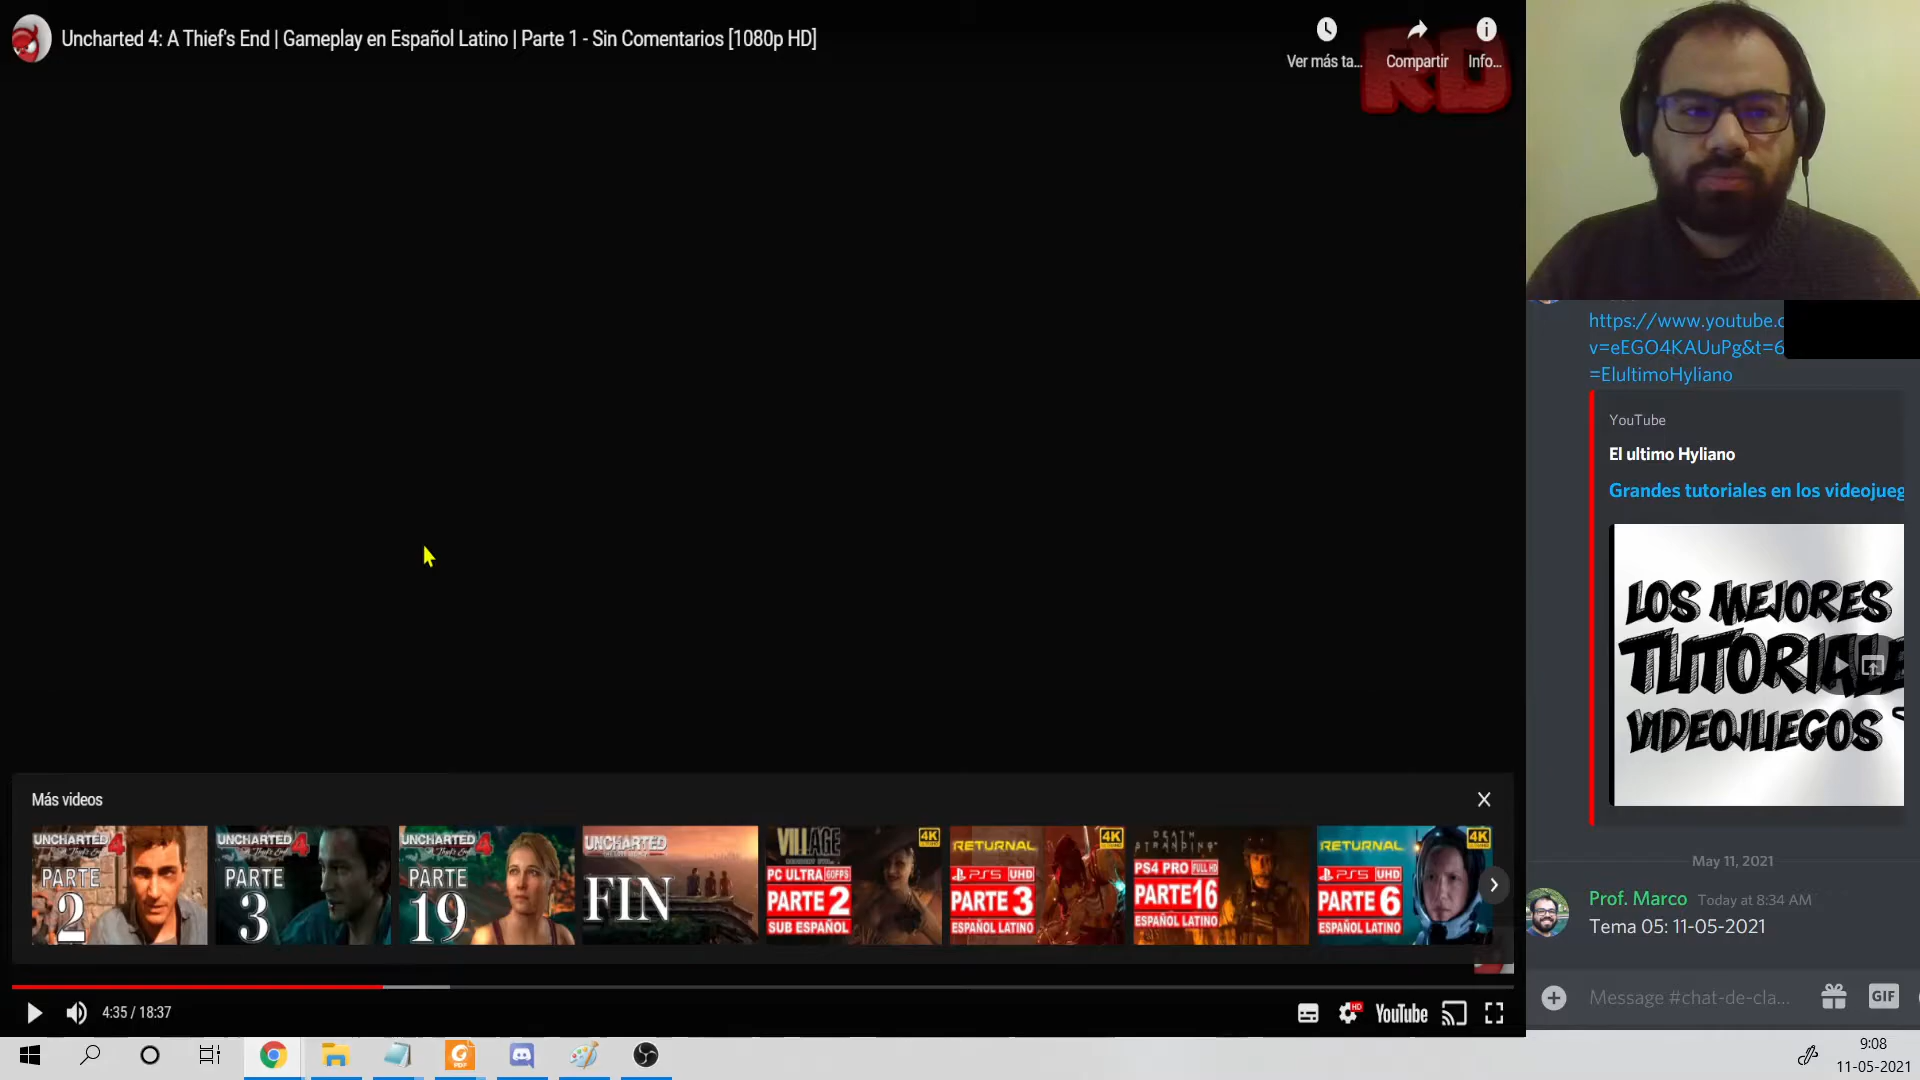 Uncharted 4: A Thief's End | Gameplay en Español Latino | Parte 1 - Sin Comentarios [1080p HD]
Ver más ta...
Compartir
Info...
RD
https://www.youtube.c
v=eEGO4KAUuPg&t=6
=ElultimoHyliano
YouTube
El ultimo Hyliano
Grandes tutoriales en los videojueg
LOS MEJORES
TUTORIALE
VIDEOJUEGOS
May 11, 2021
Prof. Marco Today at 8:34 AM
Tema 05: 11-05-2021
Message #chat-de-cla...
GIF
Más videos
UNCHARTED 4
PARTE
2
UNCHARTED 4
PARTE
3
UNCHARTED 4
PARTE
19
UNCHARTED
FIN
VILLAGE
4K
PC ULTRA 60FPS
PARTE 2
SUB ESPAÑOL
RETURNAL
4K
PS5 UHD
PARTE 3
ESPAÑOL LATINO
DEATH
STRANDING
PS4 PRO FULL HD
PARTE16
ESPAÑOL LATINO
RETURNAL
4K
PS5 UHD
PARTE 6
ESPAÑOL LATINO
4:35 / 18:37
HD
YouTube
PDF
9:08
11-05-2021